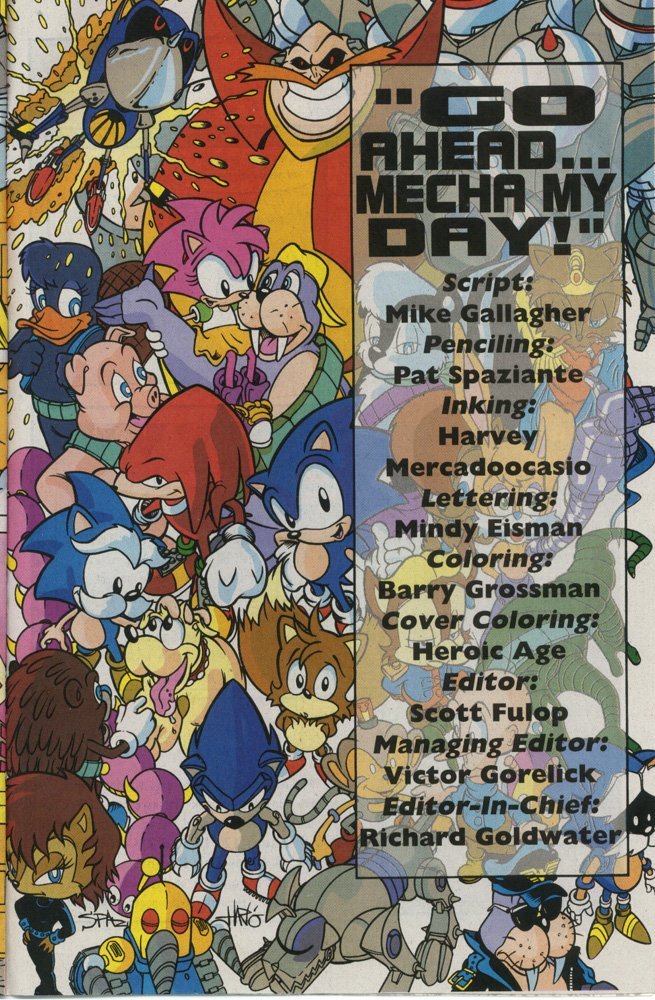 "GO
AHEAD...
MECHA MY
DAY!"
Script:
Mike Gallagher
Penciling:
Pat Spaziante
Inking:
Harvey
Mercadoocasio
Lettering:
Mindy Eisman
Coloring:
Barry Grossman
Cover Coloring:
Heroic Age
Editor:
Scott Fulop
Managing Editor:
Victor Gorelick
Editor-In-Chief:
Richard Goldwater
SPAZ